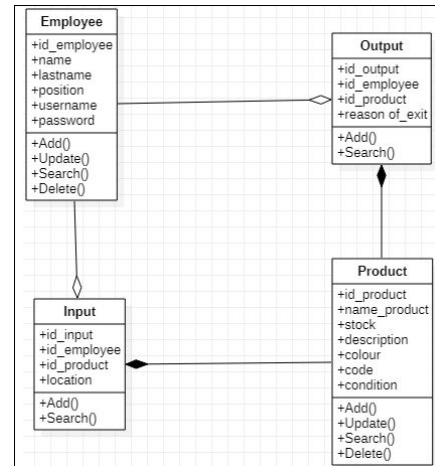 Employee
+id_employee
+name
+lastname
+position
+username
+password
+Add()
+Update()
+Search()
+Delete()
Output
+id_output
+id_employee
+id_product
+reason of_exit
+Add()
+Search()
Input
+id_input
+id_employee
+id_product
+location
+Add()
+Search()
Product
+id_product
+name_product
+stock
+description
+colour
+code
+condition
+Add()
+Update()
+Search()
+Delete()